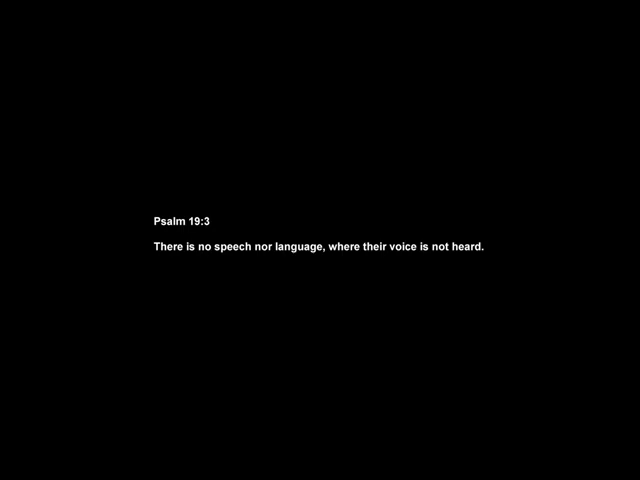 Psalm 19:3
There is no speech nor language, where their voice is not heard.